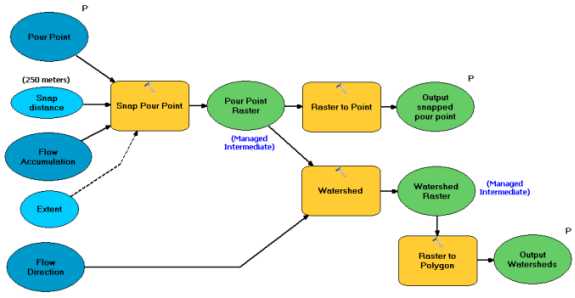 P
Pour Point
(250 meters)
Snap
distance
Snap Pour Point
Pour Point
Raster
Raster to Point
P
Output
snapped
pour point
(Managed
Intermediate)
Flow
Accumulation
Extent
Watershed
Watershed
Raster
(Managed
Intermediate)
Flow
Direction
Raster to
Polygon
P
Output
Watersheds